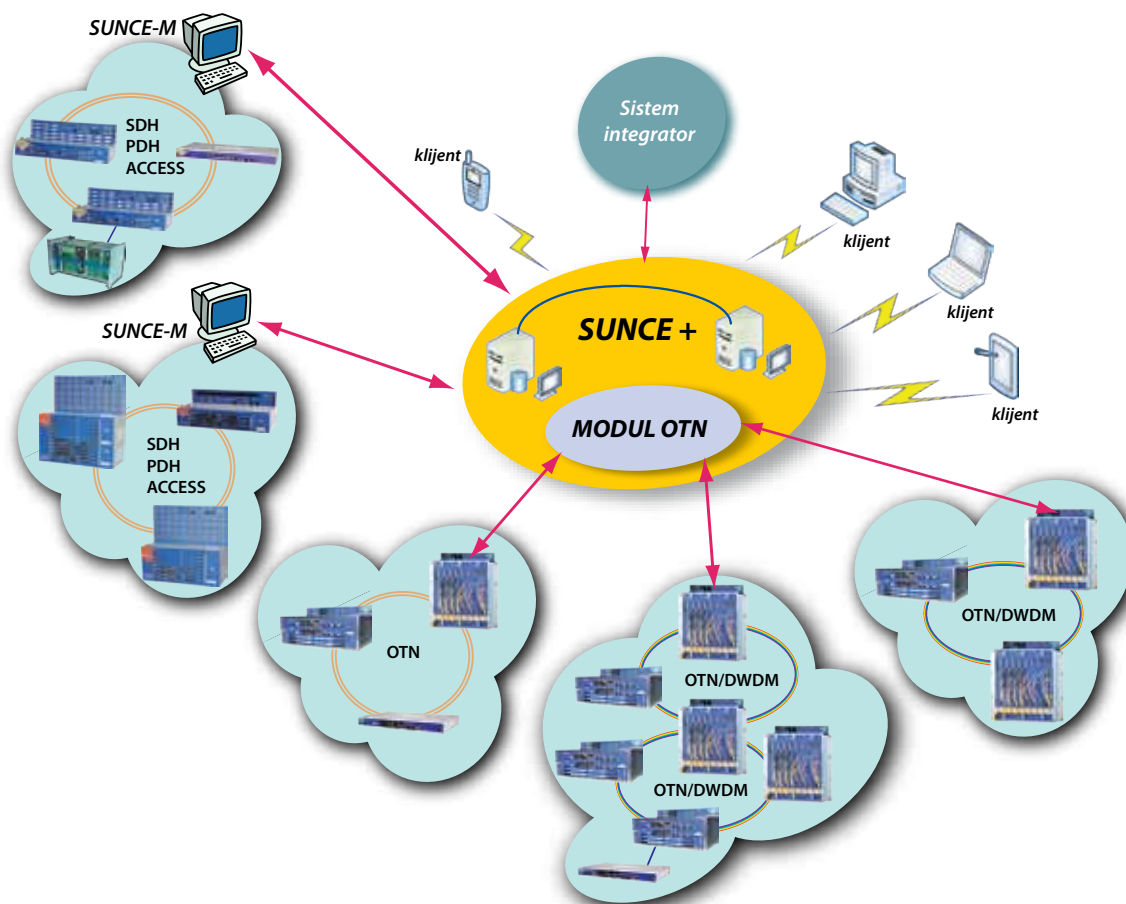 SUNCE-M
SDH
PDH
ACCESS
Sistem
integrator
klijent
klijent
klijent
klijent
SUNCE-M
SDH
PDH
ACCESS
SUNCE +
MODUL OTN
OTN
OTN/DWDM
OTN/DWDM
OTN/DWDM